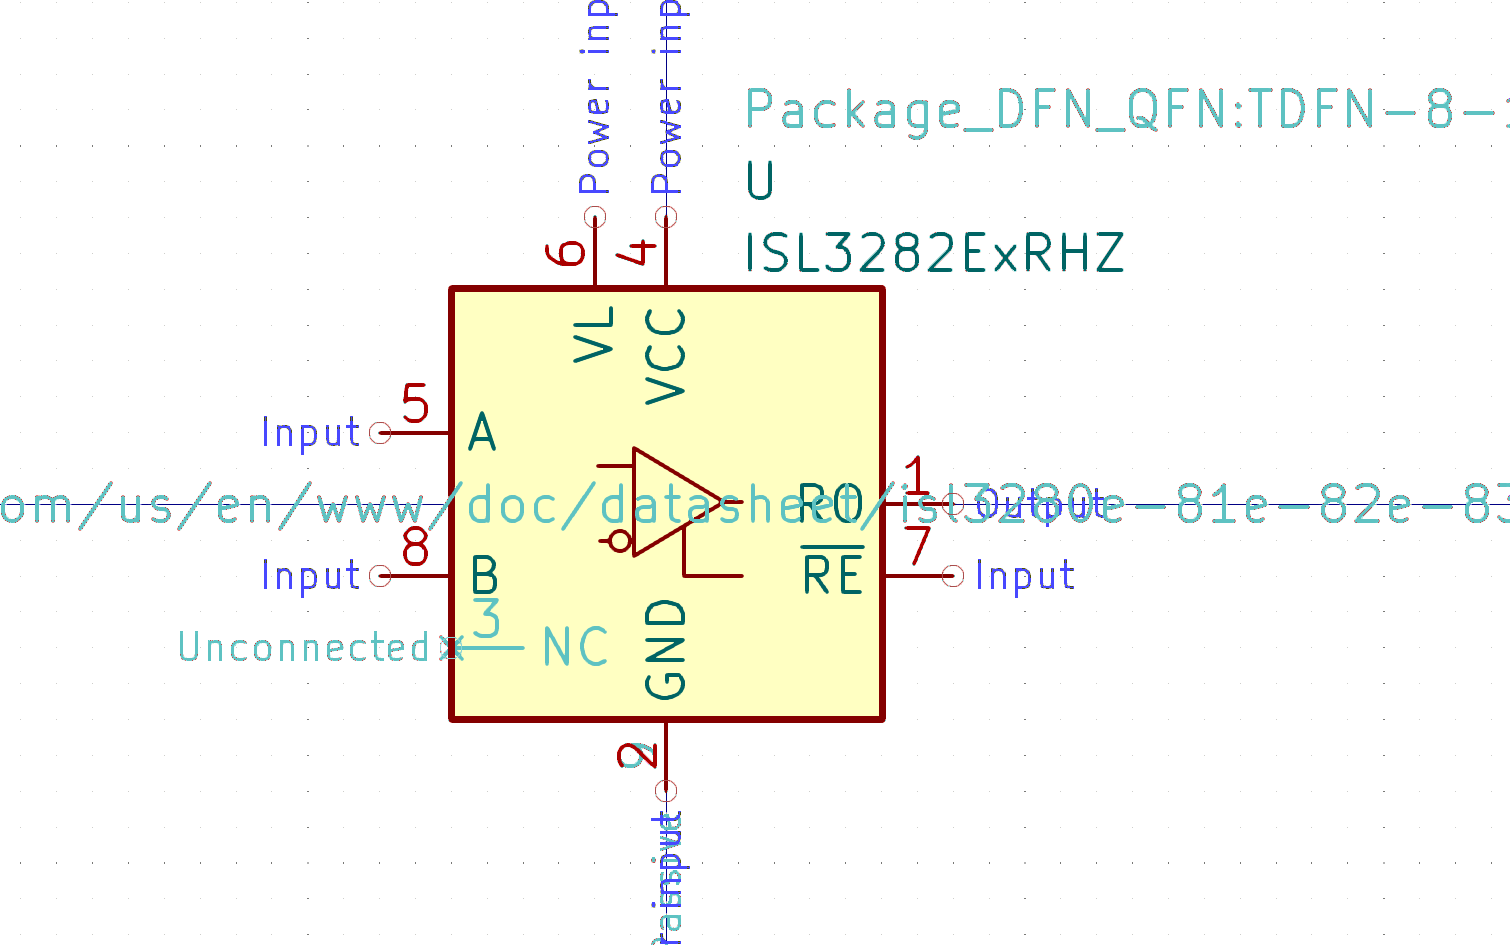 Power inp
Power inp
Package_DFN_QFN:TDFN-8-1
U
6
4
ISL3282ExRHZ
VL
VCC
5
Input
A
1
om/us/en/www/doc/datasheet/isl3280e-81e-82e-83
RO
Output
8
7
Input
B
RE
Input
3
Unconnected
NC
GND
2
input